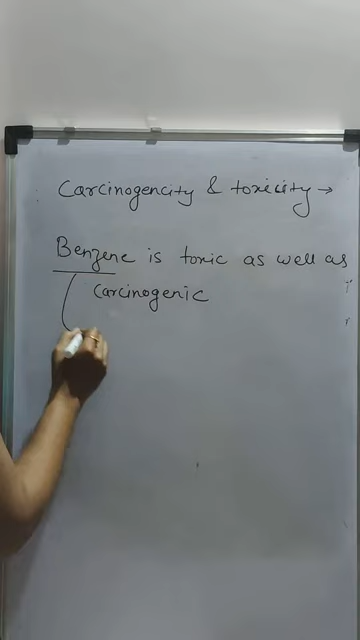 Carcinogencity & toxicity →
Benzene is toxic as well as
Carcinogenic